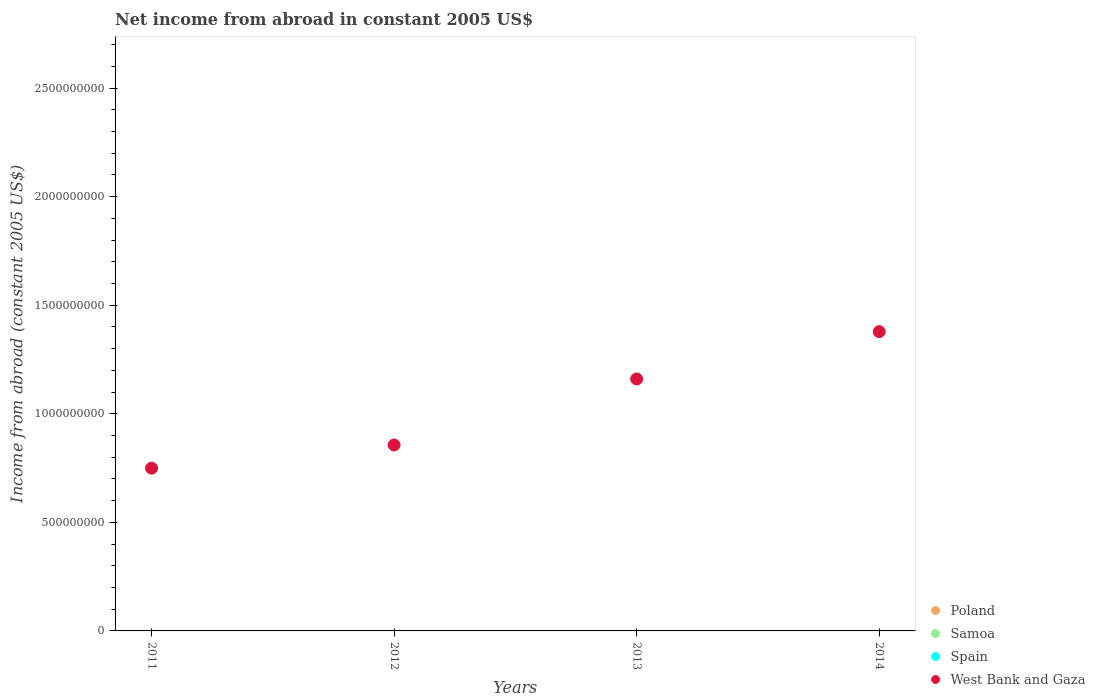 Net income from abroad in constant 2005 US$
Income from abroad (constant 2005 US$)
2500000000
2000000000
1500000000
1000000000
500000000
0
2011
2012
2013
2014
Years
Poland
Samoa
Spain
West Bank and Gaza